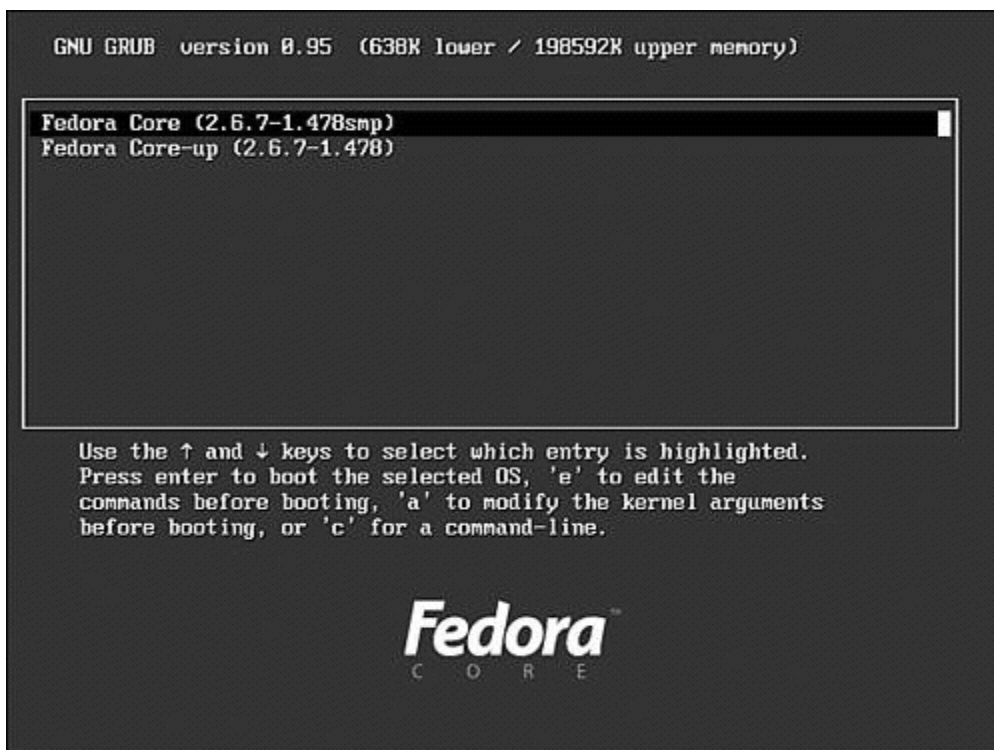 GNU GRUB version 0.95 (638K lower / 198592K upper memory)
Fedora Core (2.6.7-1.478smp)
Fedora Core-up (2.6.7-1.478)
Use the ↑ and ↓ keys to select which entry is highlighted.
Press enter to boot the selected OS, 'e' to edit the
commands before booting, 'a' to modify the kernel arguments
before booting, or 'c' for a command-line.
Fedora™
CORE